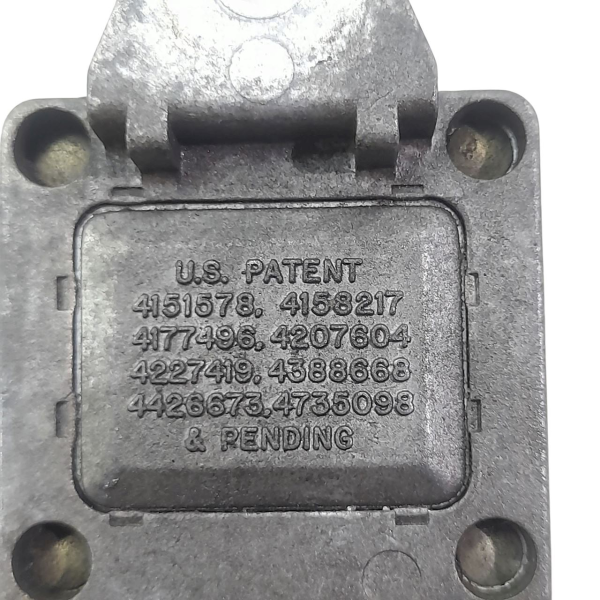 U.S. PATENT
4151578, 4158217
4177496, 4207604
4227419, 4388668
4426673, 4735098
& PENDING